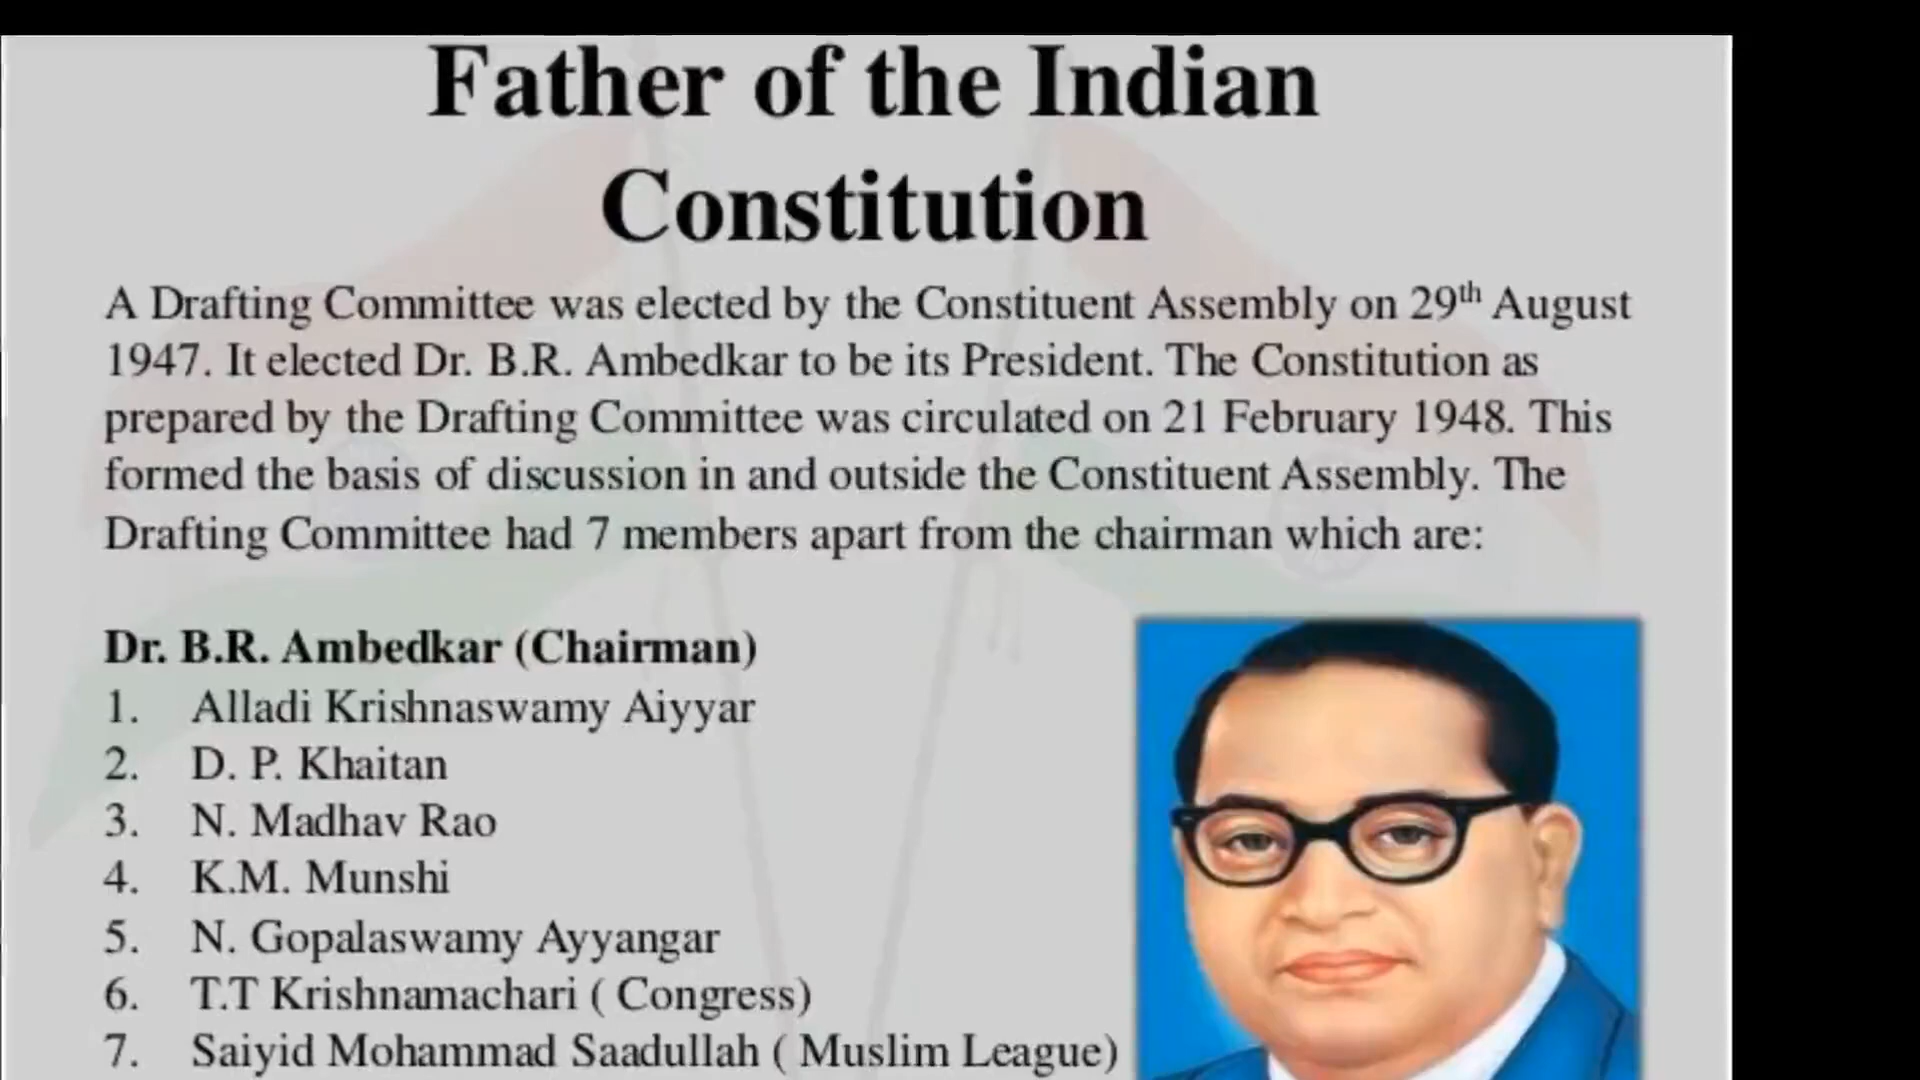 Father of the Indian
Constitution
A Drafting Committee was elected by the Constituent Assembly on 29th August
1947. It elected Dr. B.R. Ambedkar to be its President. The Constitution as
prepared by the Drafting Committee was circulated on 21 February 1948. This
formed the basis of discussion in and outside the Constituent Assembly. The
Drafting Committee had 7 members apart from the chairman which are:
Dr. B.R. Ambedkar (Chairman)
1. Alladi Krishnaswamy Aiyyar
2. D. P. Khaitan
3. N. Madhav Rao
4. K.M. Munshi
5. N. Gopalaswamy Ayyangar
6. T.T Krishnamachari ( Congress)
7. Saiyid Mohammad Saadullah ( Muslim League)